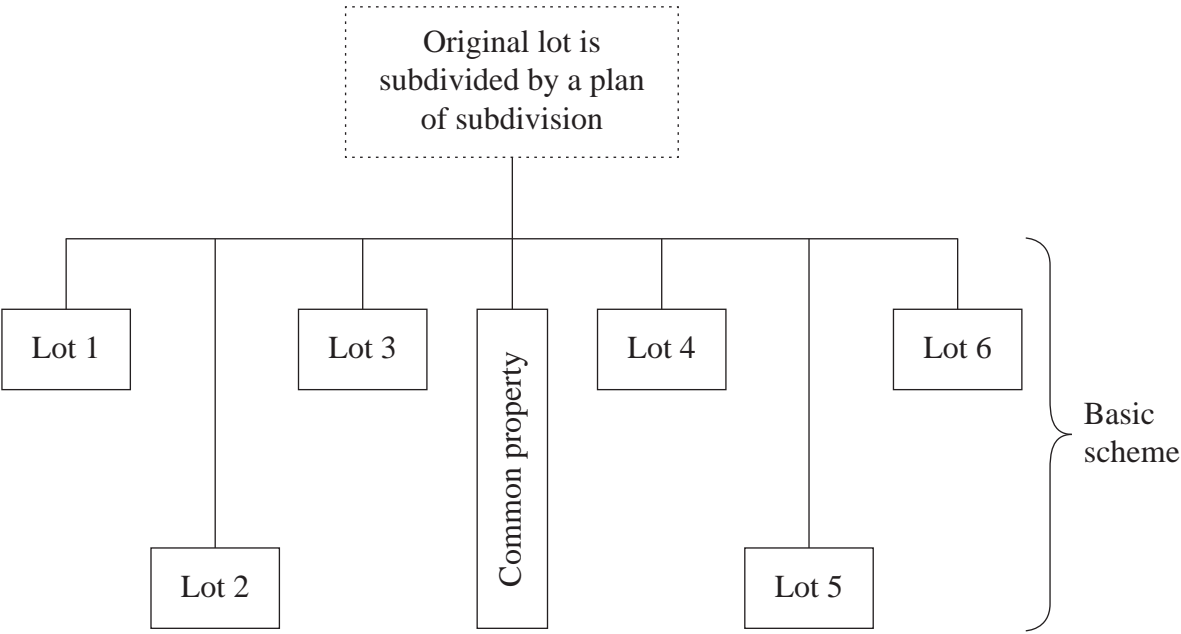 Original lot is
subdivided by a plan
of subdivision
Lot 1
Lot 3
Common property
Lot 4
Lot 6
Basic
scheme
Lot 2
Lot 5